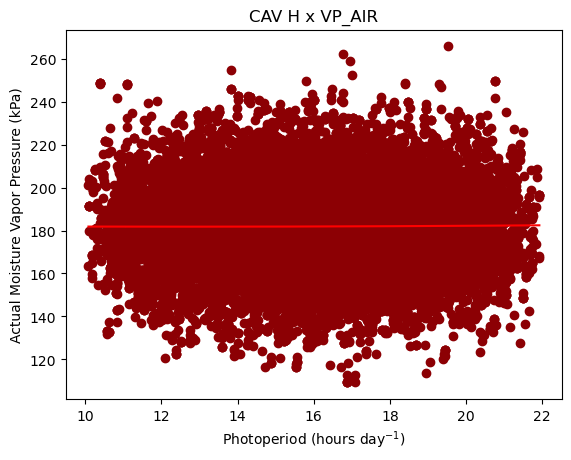 CAV H x VP_AIR
Actual Moisture Vapor Pressure (kPa)
260
240
220
200
180
160
140
120
10 12 14 16 18 20 22
Photoperiod (hours day⁻¹)